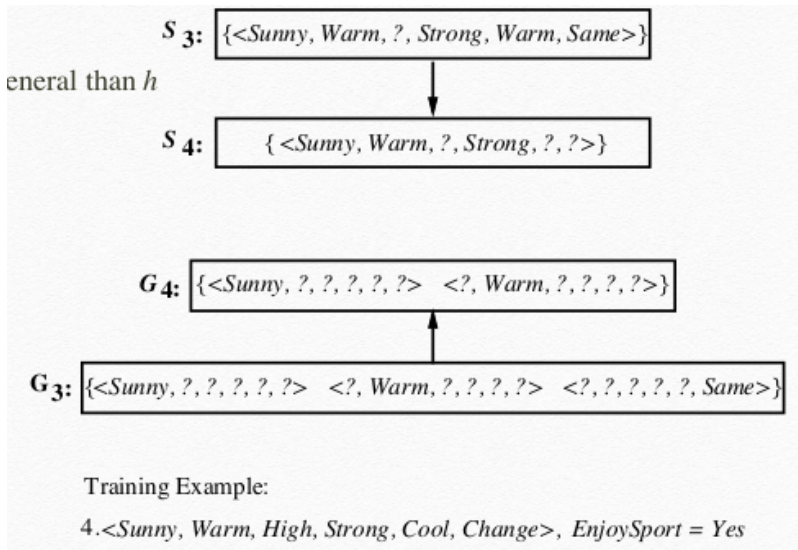 S 3: {<Sunny, Warm, ?, Strong, Warm, Same>}
eneral than h
S 4: { <Sunny, Warm, ?, Strong, ?, ?>}
G 4: {<Sunny, ?, ?, ?, ?, ?> <?, Warm, ?, ?, ?, ?>}
G 3: {<Sunny, ?, ?, ?, ?, ?> <?, Warm, ?, ?, ?, ?> <?, ?, ?, ?, ?, Same>}
Training Example:
4.<Sunny, Warm, High, Strong, Cool, Change>, EnjoySport = Yes